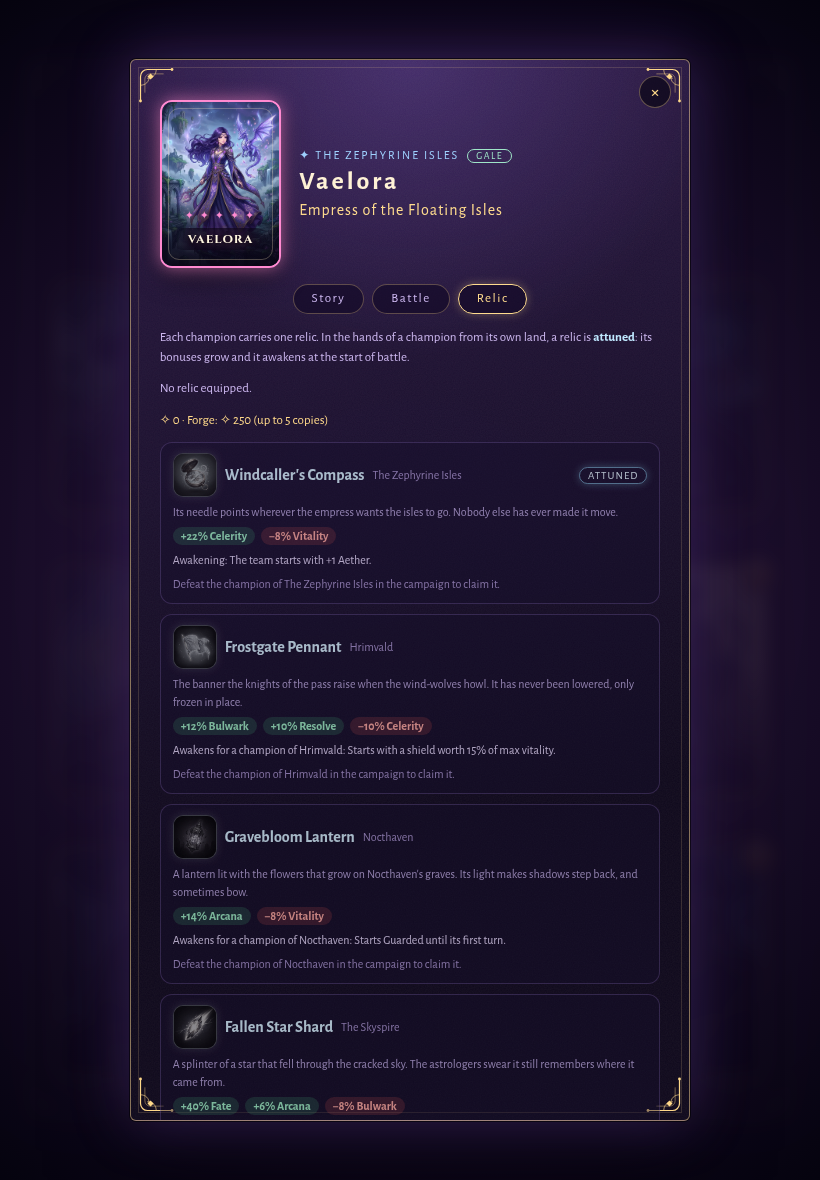 ×
✦ THE ZEPHYRINE ISLES GALE
Vaelora
Empress of the Floating Isles
VAELORA
Story Battle Relic
Each champion carries one relic. In the hands of a champion from its own land, a relic is attuned: its
bonuses grow and it awakens at the start of battle.
No relic equipped.
✧ 0 · Forge: ✧ 250 (up to 5 copies)
Windcaller's Compass The Zephyrine Isles ATTUNED
Its needle points wherever the empress wants the isles to go. Nobody else has ever made it move.
+22% Celerity −8% Vitality
Awakening: The team starts with +1 Aether.
Defeat the champion of The Zephyrine Isles in the campaign to claim it.
Frostgate Pennant Hrimvald
The banner the knights of the pass raise when the wind-wolves howl. It has never been lowered, only
frozen in place.
+12% Bulwark +10% Resolve −10% Celerity
Awakens for a champion of Hrimvald: Starts with a shield worth 15% of max vitality.
Defeat the champion of Hrimvald in the campaign to claim it.
Gravebloom Lantern Nocthaven
A lantern lit with the flowers that grow on Nocthaven's graves. Its light makes shadows step back, and
sometimes bow.
+14% Arcana −8% Vitality
Awakens for a champion of Nocthaven: Starts Guarded until its first turn.
Defeat the champion of Nocthaven in the campaign to claim it.
Fallen Star Shard The Skyspire
A splinter of a star that fell through the cracked sky. The astrologers swear it still remembers where it
came from.
+40% Fate +6% Arcana −8% Bulwark